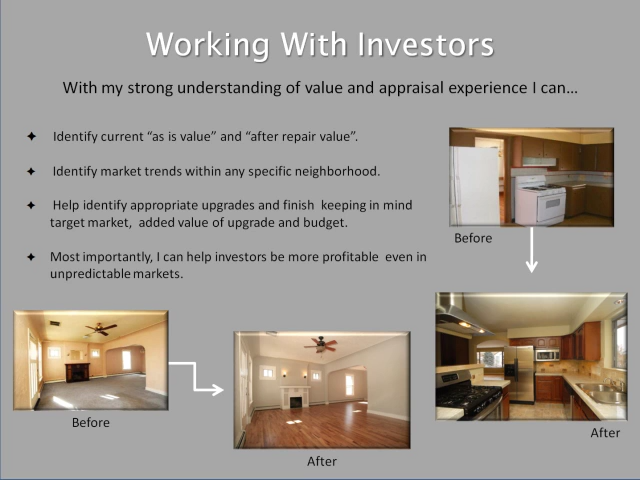 Working With Investors
With my strong understanding of value and appraisal experience I can...
✦ Identify current “as is value” and “after repair value”.
✦ Identify market trends within any specific neighborhood.
✦ Help identify appropriate upgrades and finish keeping in mind
target market, added value of upgrade and budget.
✦ Most importantly, I can help investors be more profitable even in
unpredictable markets.
Before
Before
After
After